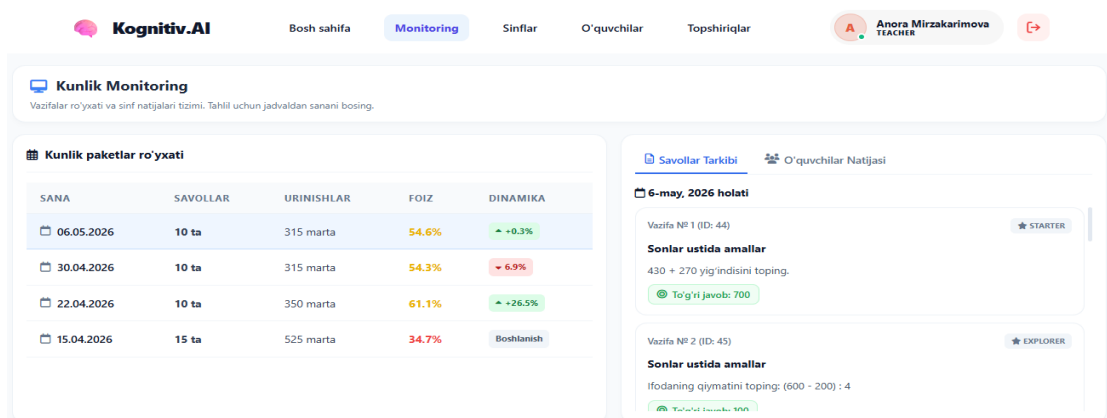 Kognitiv.AI
Bosh sahifa
Monitoring
Sinflar
O'quvchilar
Topshiriqlar
A
Anora Mirzakarimova
TEACHER
Kunlik Monitoring
Vazifalar ro'yxati va sinf natijalari tizimi. Tahlil uchun jadvaldan sanani bosing.
Kunlik paketlar ro'yxati
SANA SAVOLLAR URINISHLAR FOIZ DINAMIKA
06.05.2026 10 ta 315 marta 54.6% +0.3%
30.04.2026 10 ta 315 marta 54.3% 6.9%
22.04.2026 10 ta 350 marta 61.1% +26.5%
15.04.2026 15 ta 525 marta 34.7% Boshlanish
Savollar Tarkibi
O'quvchilar Natijasi
6-may, 2026 holati
Vazifa № 1 (ID: 44)
STARTER
Sonlar ustida amallar
430 + 270 yig'indisini toping.
To'g'ri javob: 700
Vazifa № 2 (ID: 45)
EXPLORER
Sonlar ustida amallar
Ifodaning qiymatini toping: (600 - 200) : 4
To'g'ri javob: 100